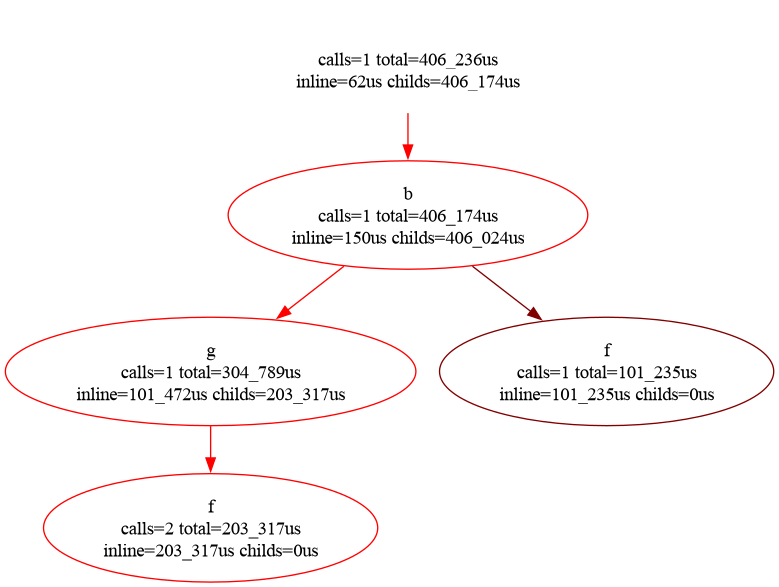 calls=1 total=406_236us
inline=62us childs=406_174us
b
calls=1 total=406_174us
inline=150us childs=406_024us
g
calls=1 total=304_789us
inline=101_472us childs=203_317us
f
calls=1 total=101_235us
inline=101_235us childs=0us
f
calls=2 total=203_317us
inline=203_317us childs=0us